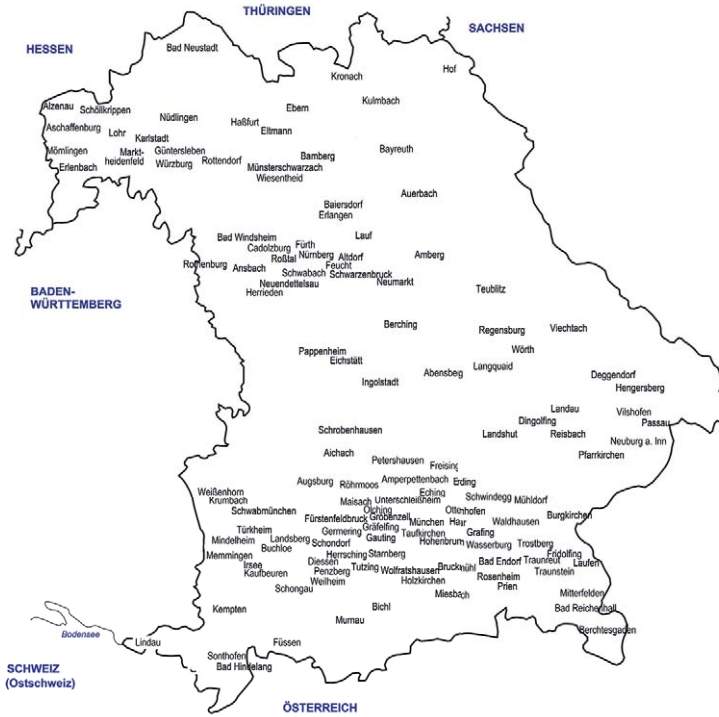 THÜRINGEN
SACHSEN
HESSEN
Bad Neustadt
Hof
Kronach
Kulmbach
Alzenau
Schöllkrippen
Ebern
Nüdlingen
Haßfurt
Eltmann
Aschaffenburg
Lohr
Karlstadt
Mömlingen
Markt-
heidenfeld
Güntersleben
Bayreuth
Bamberg
Erlenbach
Würzburg
Rottendorf
Münsterschwarzach
Wiesentheid
Auerbach
Baiersdorf
Erlangen
Bad Windsheim
Lauf
Cadolzburg
Fürth
Nürnberg
Altdorf
Amberg
Roßtal
Feucht
Rothenburg
Ansbach
Schwabach
Schwarzenbruck
Neuendettelsau
Neumarkt
Herrieden
Teublitz
BADEN-
WÜRTTEMBERG
Berching
Regensburg
Viechtach
Pappenheim
Wörth
Eichstätt
Langquaid
Abensberg
Deggendorf
Ingolstadt
Hengersberg
Landau
Vilshofen
Dingolfing
Passau
Schrobenhausen
Landshut
Reisbach
Neuburg a. Inn
Aichach
Pfarrkirchen
Petershausen
Freising
Augsburg
Röhrmoos
Amperpettenbach
Erding
Weißenhorn
Krumbach
Eching
Maisach
Unterschleißheim
Schwindegg
Mühldorf
Schwabmünchen
Olching
Ottenhofen
Fürstenfeldbruck
Gröbenzell
München
Haar
Waldhausen
Burgkirchen
Türkheim
Germering
Gräfelfing
Taufkirchen
Grafing
Mindelheim
Landsberg
Schondorf
Gauting
Hohenbrunn
Wasserburg
Trostberg
Buchloe
Memmingen
Herrsching
Starnberg
Fridolfing
Irsee
Diessen
Tutzing
Wolfratshausen
Bruckmühl
Bad Endorf
Traunreut
Laufen
Kaufbeuren
Penzberg
Weilheim
Holzkirchen
Rosenheim
Traunstein
Schongau
Prien
Miesbach
Mitterfelden
Kempten
Bichl
Bad Reichenhall
Murnau
Berchtesgaden
Bodensee
Lindau
Füssen
Sonthofen
Bad Hindelang
SCHWEIZ
(Ostschweiz)
ÖSTERREICH